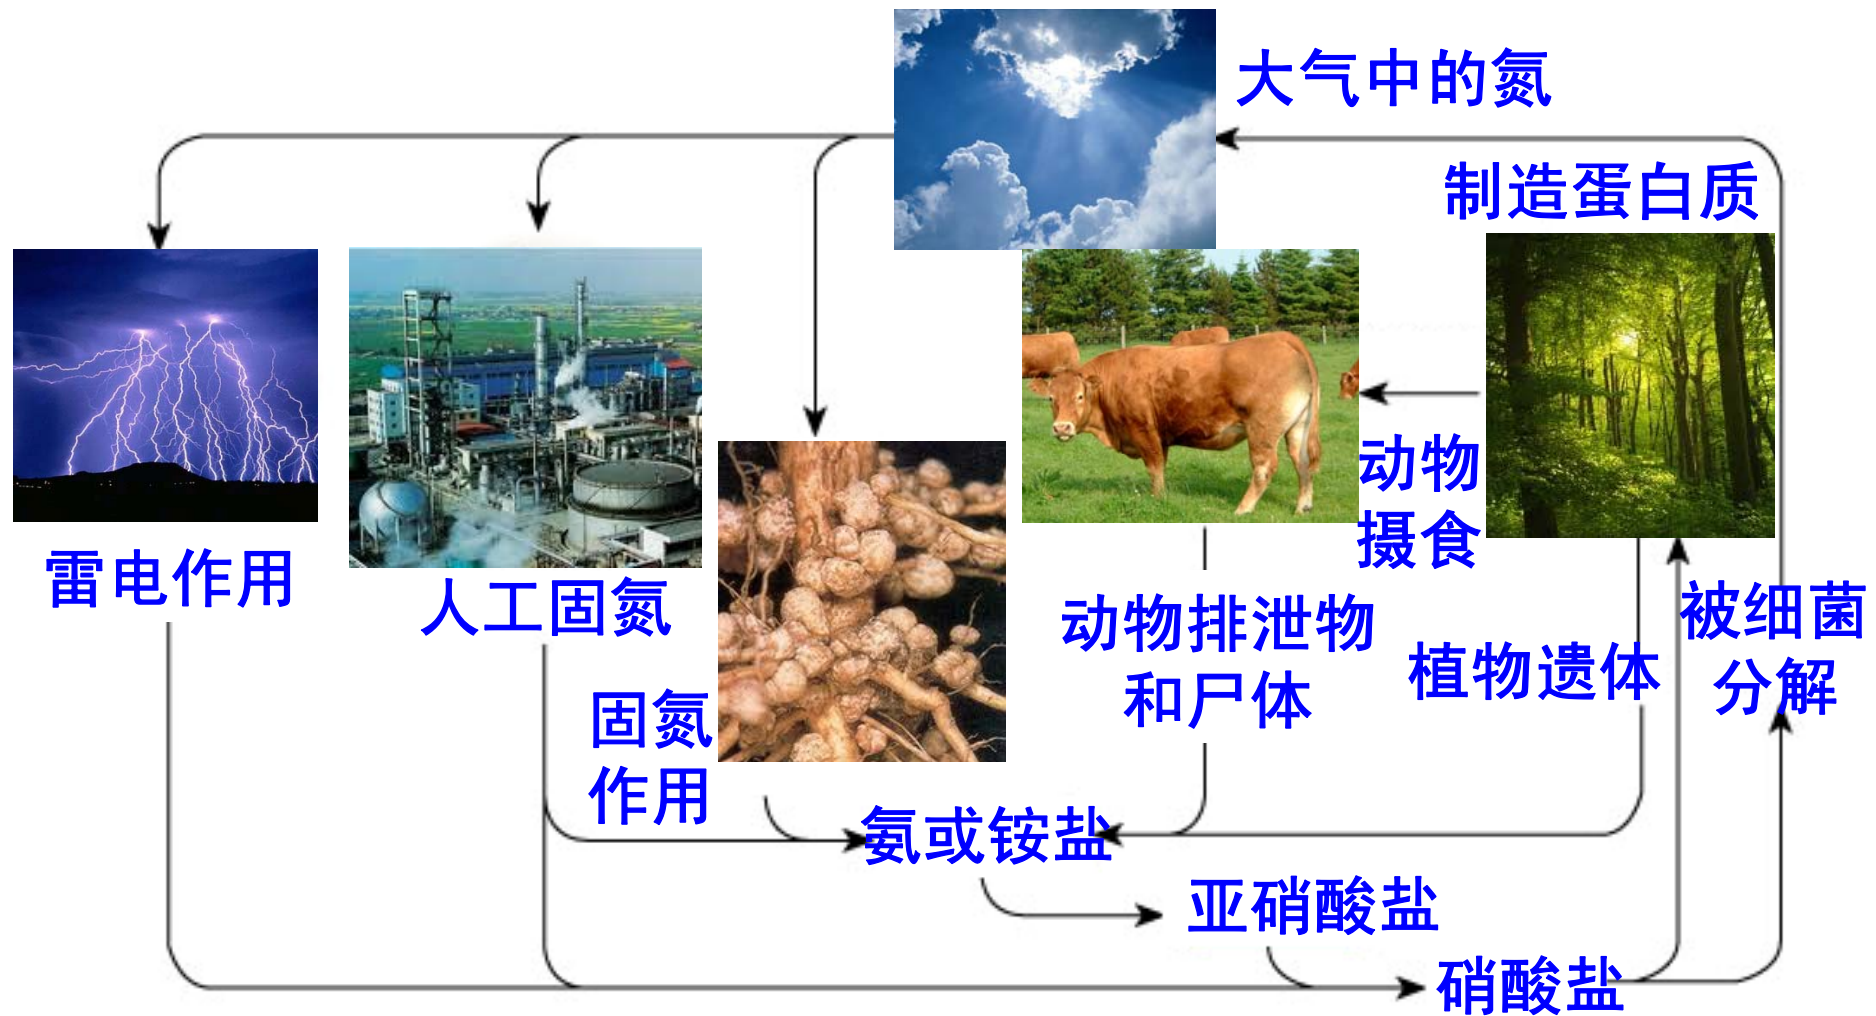 大气中的氮
制造蛋白质
动物
摄食
雷电作用
人工固氮
固氮
作用
动物排泄物
和尸体
植物遗体
被细菌
分解
氨或铵盐
亚硝酸盐
硝酸盐